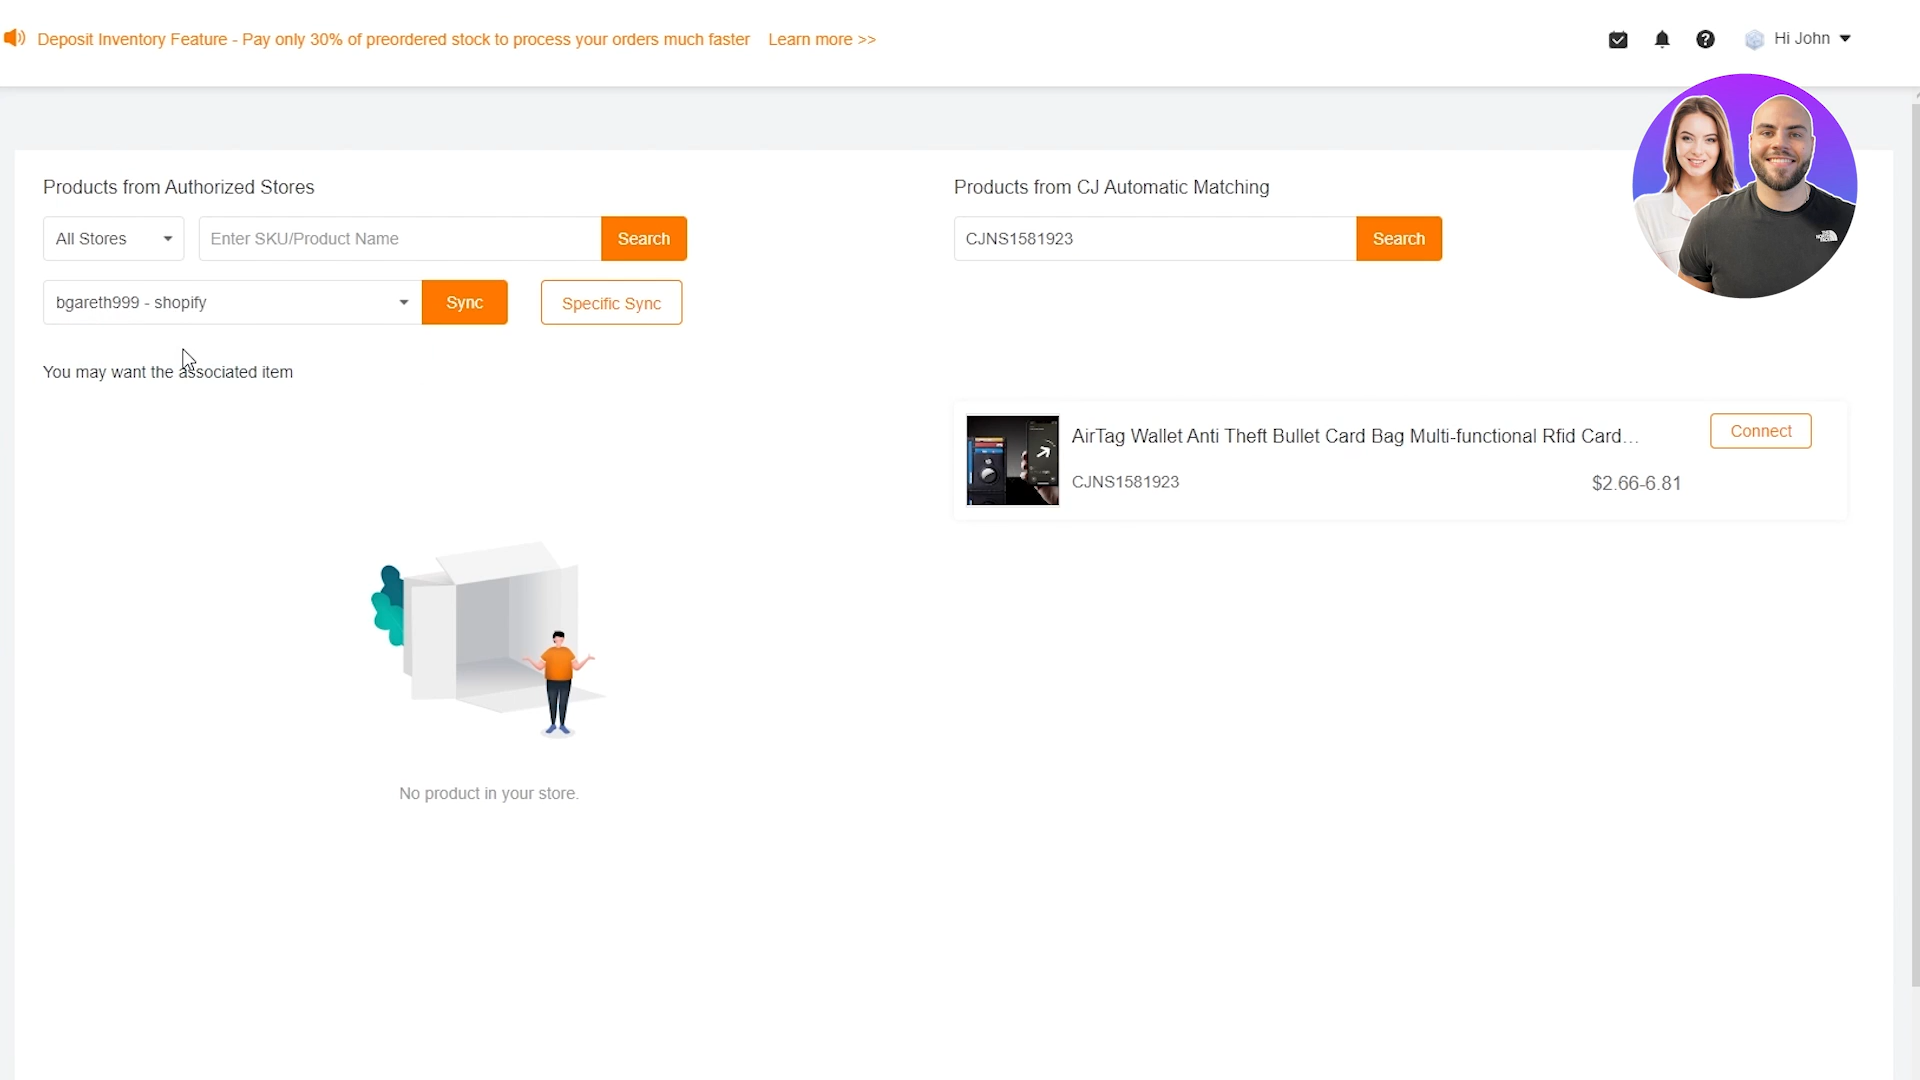 Deposit Inventory Feature - Pay only 30% of preordered stock to process your orders much faster Learn more >>
Hi John
Products from Authorized Stores
Products from CJ Automatic Matching
All Stores
Enter SKU/Product Name
Search
CJNS1581923
Search
THE NORTH FACE
bgareth999 - shopify
Sync
Specific Sync
You may want the associated item
AirTag Wallet Anti Theft Bullet Card Bag Multi-functional Rfid Card...
Connect
CJNS1581923
$2.66-6.81
No product in your store.